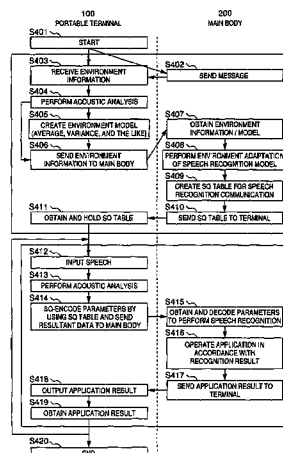 100
PORTABLE TERMINAL
200
MAIN BODY
S401
START
S402
SEND MESSAGE
S403
RECEIVE ENVIRONMENT
INFORMATION
S404
PERFORM ACOUSTIC ANALYSIS
S405
CREATE ENVIRONMENT MODEL
(AVERAGE, VARIANCE, AND THE LIKE)
S406
SEND ENVIRONMENT
INFORMATION TO MAIN BODY
S407
OBTAIN ENVIRONMENT
INFORMATION / MODEL
S408
PERFORM ENVIRONMENT ADAPTATION
OF SPEECH RECOGNITION MODEL
S409
CREATE SQ TABLE FOR SPEECH
RECOGNITION COMMUNICATION
S410
SEND SQ TABLE TO TERMINAL
S411
OBTAIN AND HOLD SQ TABLE
S412
INPUT SPEECH
S413
PERFORM ACOUSTIC ANALYSIS
S414
SQ-ENCODE PARAMETERS BY
USING SQ TABLE AND SEND
RESULTANT DATA TO MAIN BODY
S415
OBTAIN AND DECODE PARAMETERS
TO PERFORM SPEECH RECOGNITION
S416
OPERATE APPLICATION IN
ACCORDANCE WITH
RECOGNITION RESULT
S417
SEND APPLICATION RESULT TO
TERMINAL
S418
OUTPUT APPLICATION RESULT
S419
OBTAIN APPLICATION RESULT
S420
END